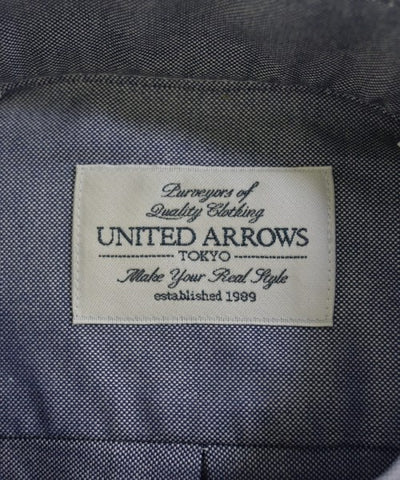 Purveyors of
Quality Clothing
UNITED ARROWS
TOKYO
Make Your Real Style
established 1989